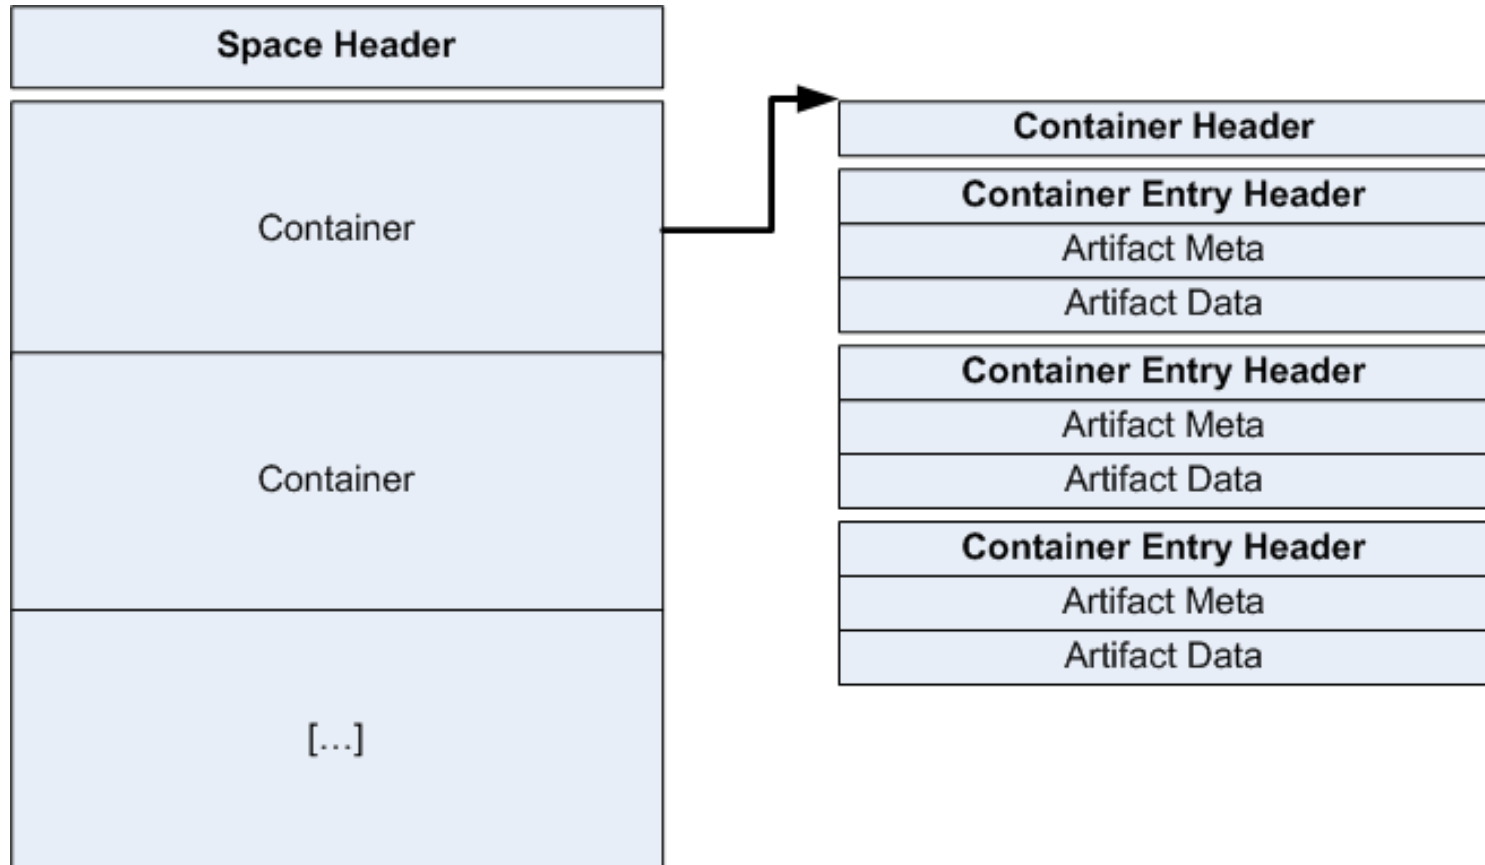 Space Header
Container
Container
[…]
Container Header
Container Entry Header
Artifact Meta
Artifact Data
Container Entry Header
Artifact Meta
Artifact Data
Container Entry Header
Artifact Meta
Artifact Data